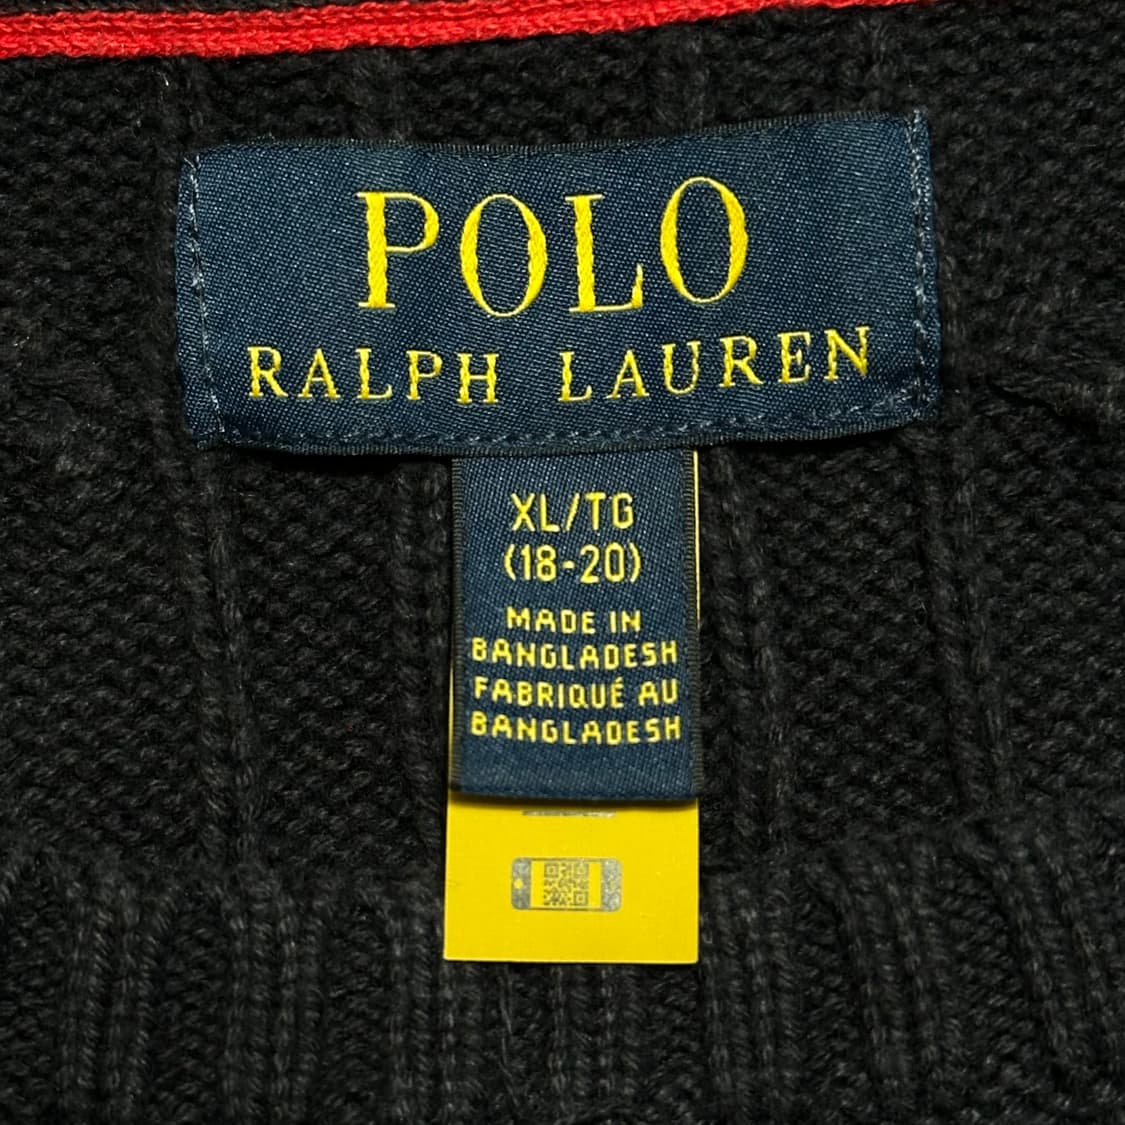 POLO
RALPH LAUREN
XL/TG
(18-20)
MADE IN
BANGLADESH
FABRIQUÉ AU
BANGLADESH